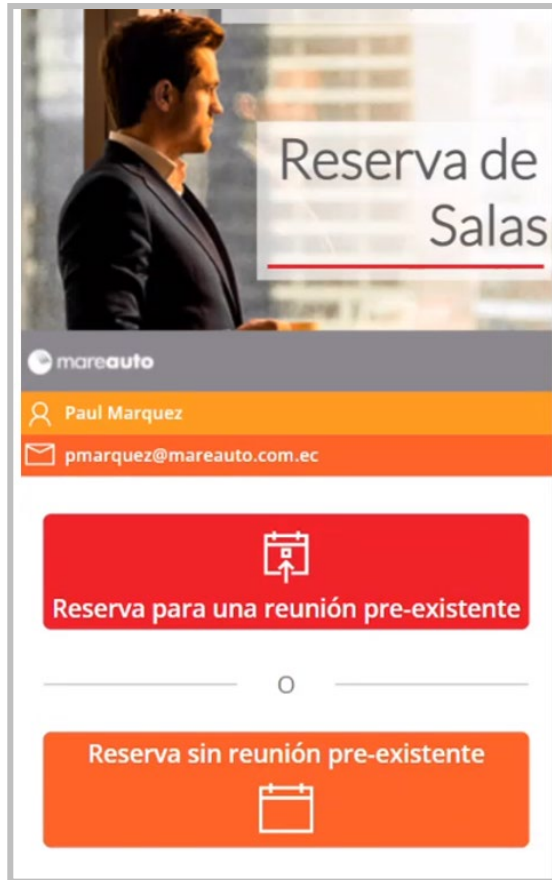 Reserva de
Salas
mareauto
Paul Marquez
pmarquez@mareauto.com.ec
Reserva para una reunión pre-existente
O
Reserva sin reunión pre-existente